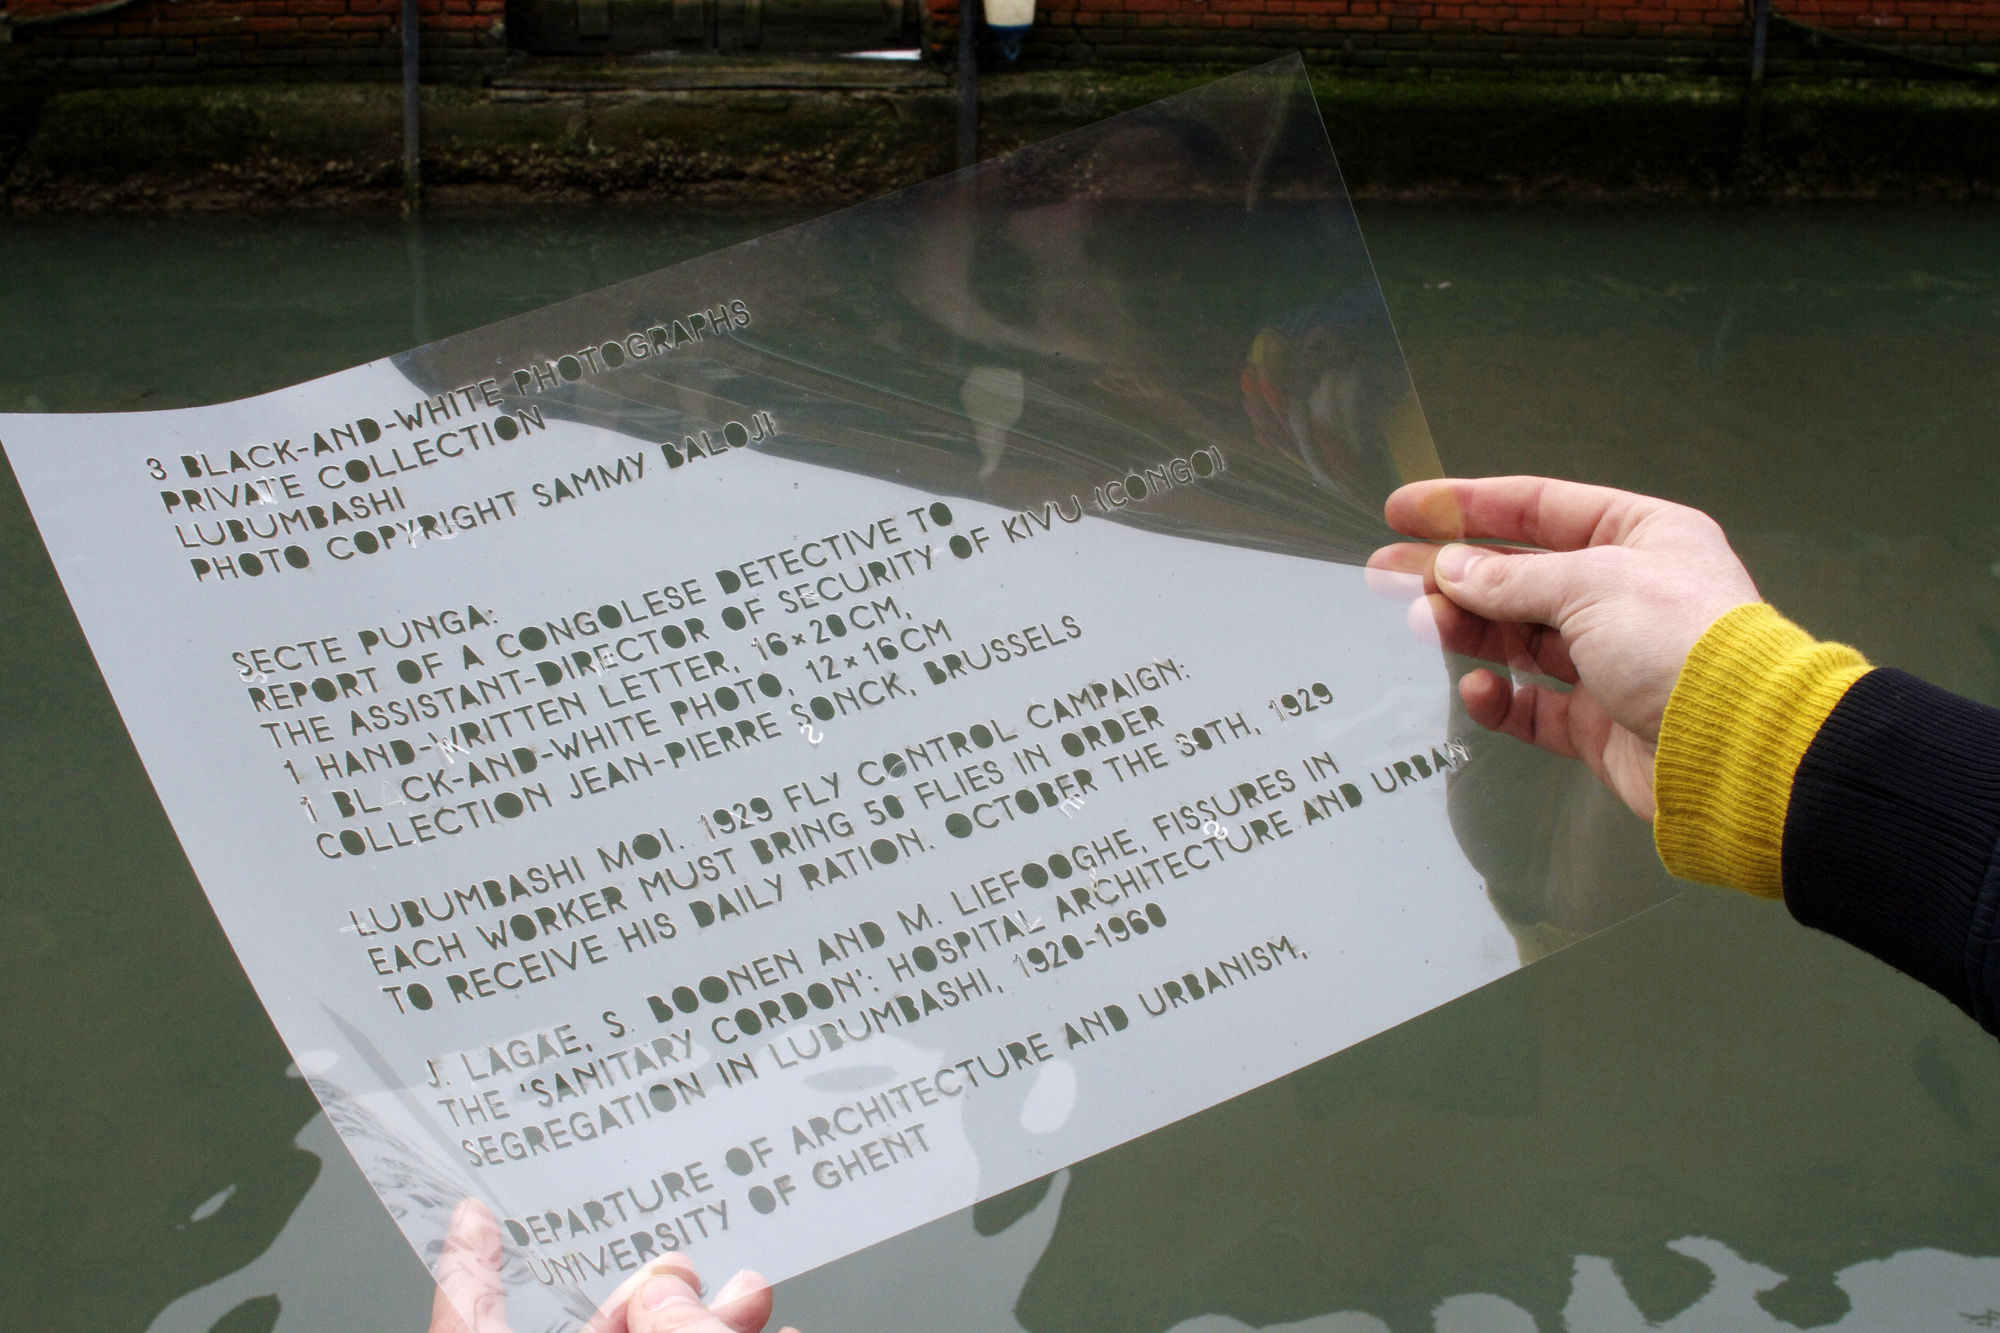 3 BLACK-AND-WHITE PHOTOGRAPHS
PRIVATE COLLECTION
LUBUMBASHI
PHOTO COPYRIGHT SAMMY BALOJI
SECTE PUNGA:
REPORT OF A CONGOLESE DETECTIVE TO
THE ASSISTANT-DIRECTOR OF SECURITY OF KIVU (CONGO)
1 HAND-WRITTEN LETTER, 16×20CM,
1 BLACK-AND-WHITE PHOTO, 12×16CM
COLLECTION JEAN-PIERRE SONCK, BRUSSELS
LUBUMBASHI MOI. 1929 FLY CONTROL CAMPAIGN:
EACH WORKER MUST BRING 50 FLIES IN ORDER
TO RECEIVE HIS DAILY RATION. OCTOBER THE 30TH, 1929
J. LAGAE, S. BOONEN AND M. LIEFOOGHE, FISSURES IN
THE 'SANITARY CORDON': HOSPITAL ARCHITECTURE AND URBAN
SEGREGATION IN LUBUMBASHI, 1920-1960
DEPARTURE OF ARCHITECTURE AND URBANISM,
UNIVERSITY OF GHENT